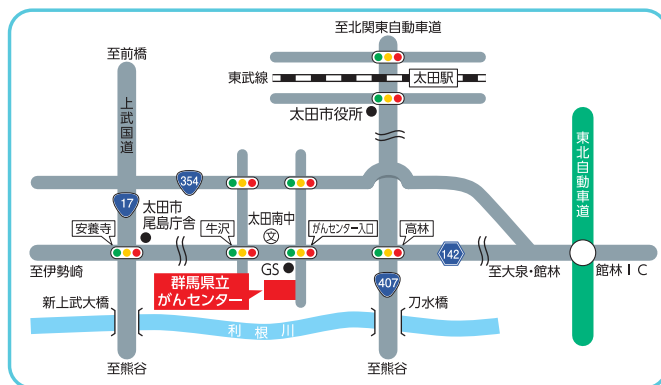 至北関東自動車道
至前橋
東武線
太田駅
太田市役所
上武国道
東北自動車道
354
17
太田市
尾島庁舎
安養寺
牛沢
太田南中
文
がんセンター入口
高林
142
至伊勢崎
GS
至大泉・館林
館林IC
群馬県立
がんセンター
407
新上武大橋
刀水橋
利根川
至熊谷
至熊谷